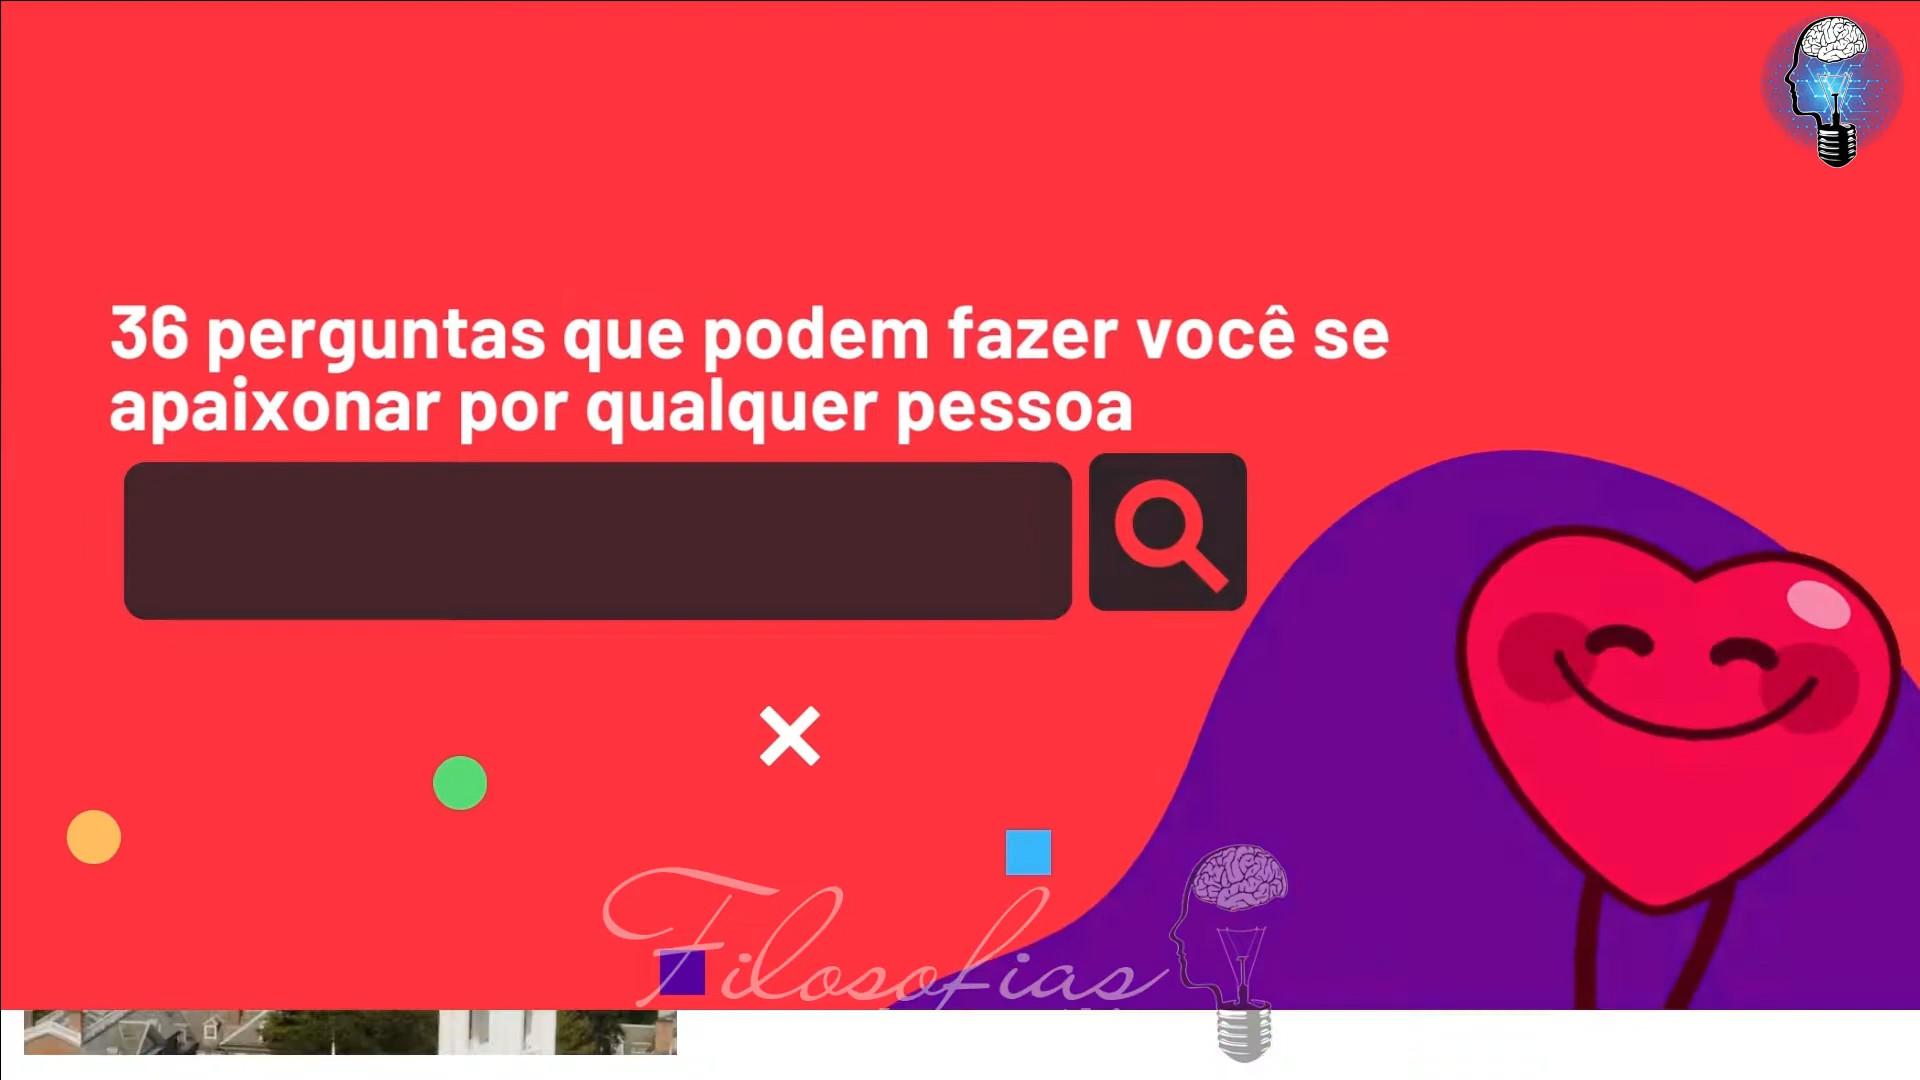 36 perguntas que podem fazer você se
apaixonar por qualquer pessoa
Filosofias